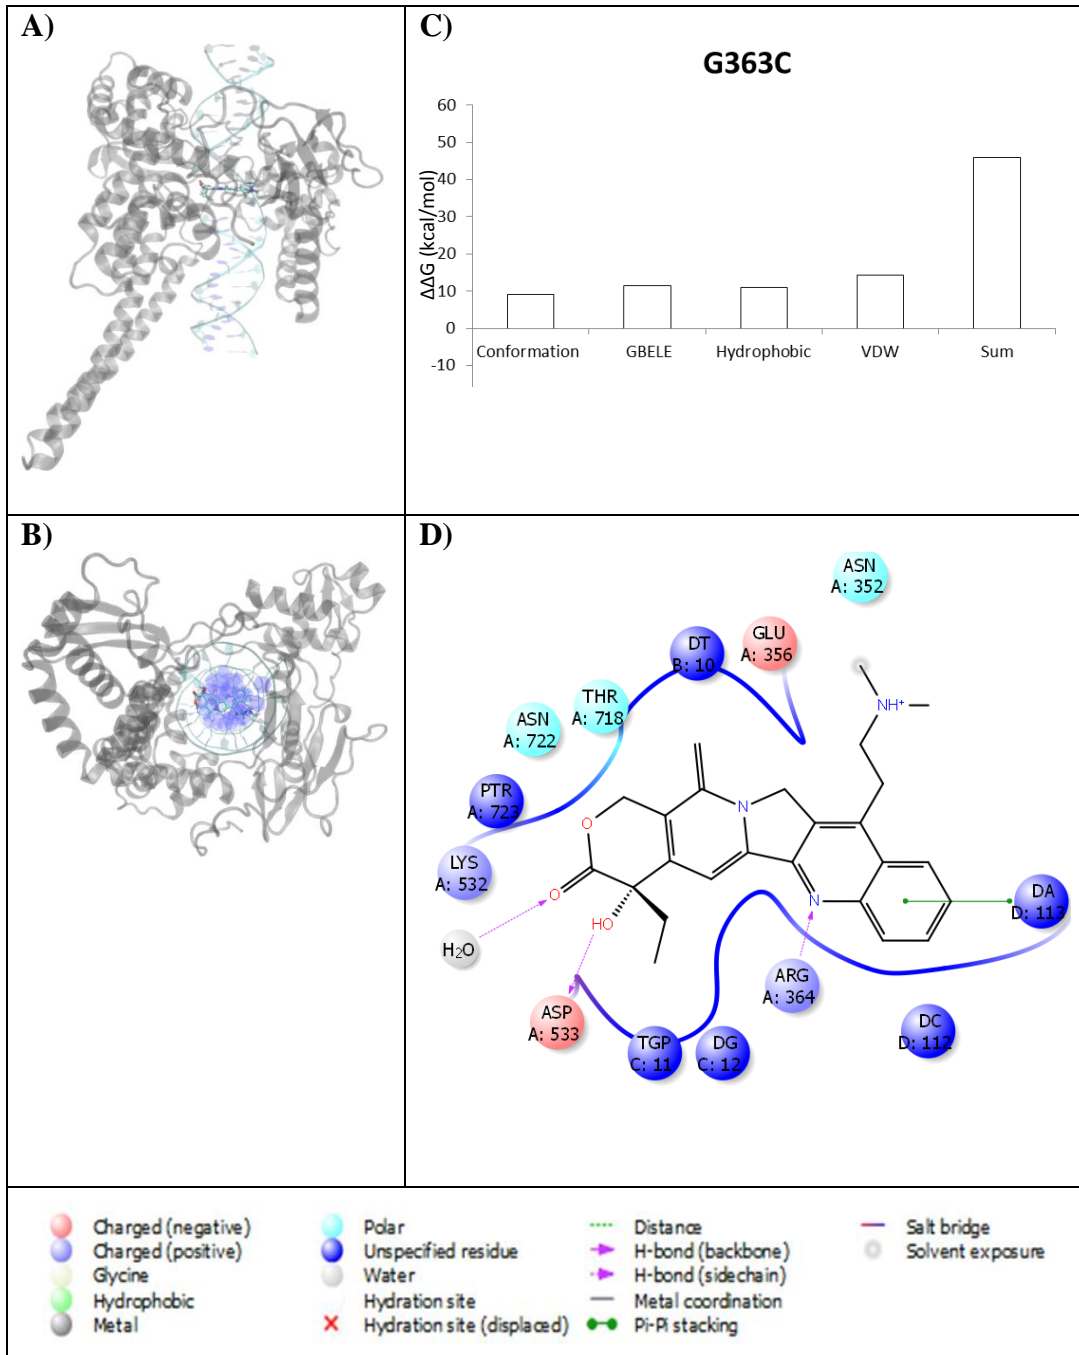 A)
C)
G363C
60
50
40
30
20
10
0
-10
ΔΔG (kcal/mol)
Conformation
GBELE
Hydrophobic
VDW
Sum
B)
D)
ASN
A: 352
GLU
A: 356
DT
B: 10
THR
A: 718
ASN
A: 722
PTR
A: 723
LYS
A: 532
NH+
N
O
O
HO
N
H2O
DA
D: 113
ARG
A: 364
ASP
A: 533
TGP
C: 11
DG
C: 12
DC
D: 112
Charged (negative)
Charged (positive)
Glycine
Hydrophobic
Metal
Polar
Unspecified residue
Water
Hydration site
Hydration site (displaced)
Distance
H-bond (backbone)
H-bond (sidechain)
Metal coordination
Pi-Pi stacking
Salt bridge
Solvent exposure